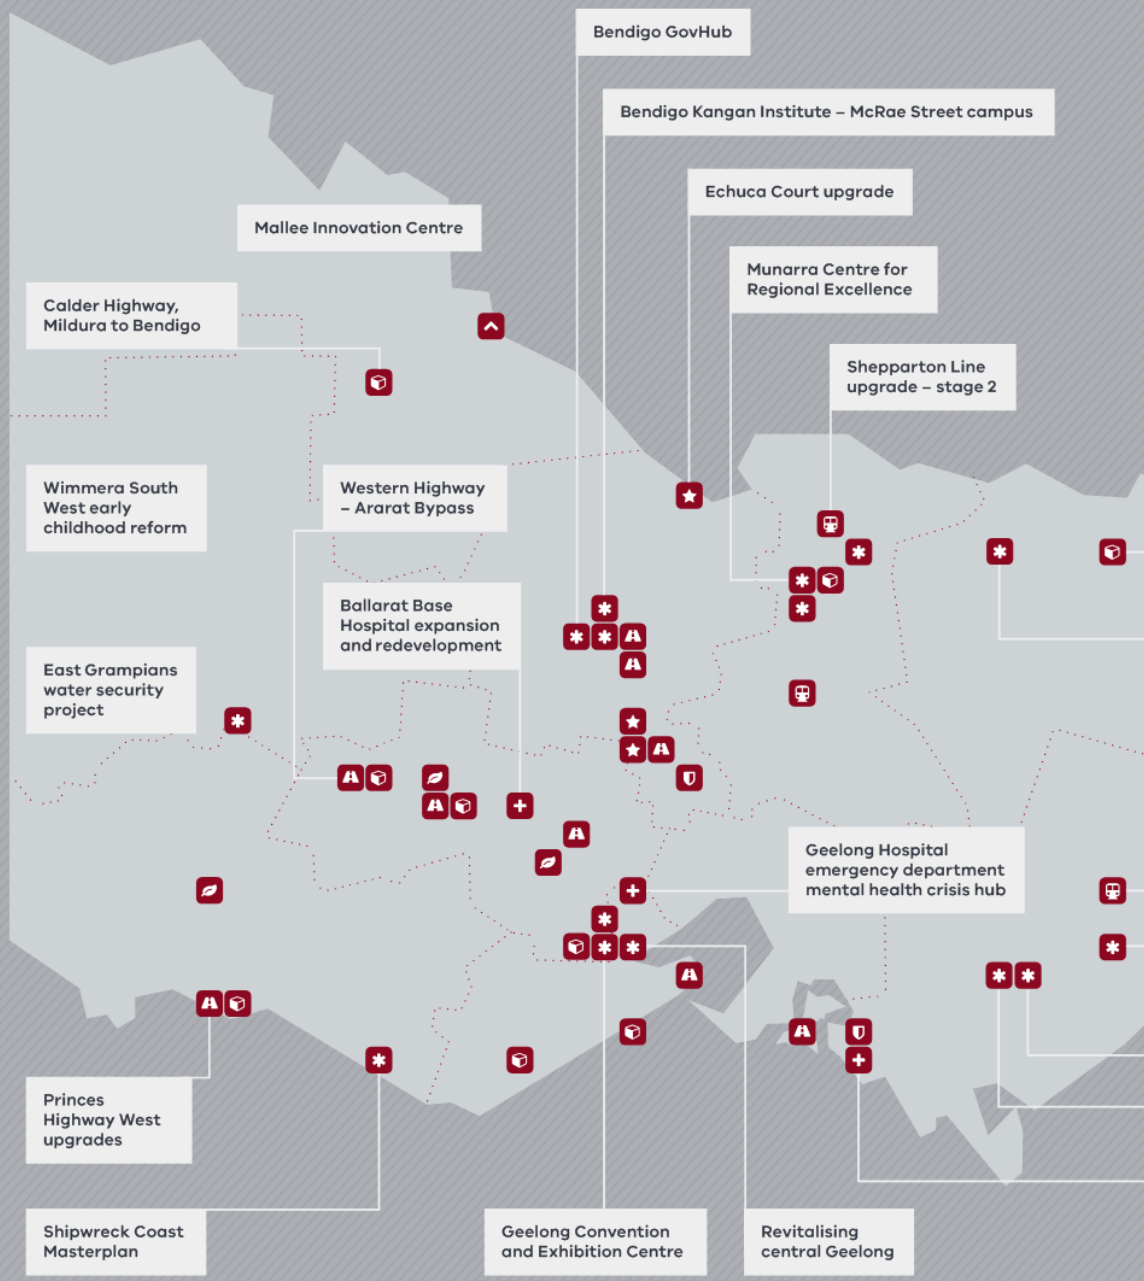 Bendigo GovHub
Bendigo Kangan Institute – McRae Street campus
Echuca Court upgrade
Mallee Innovation Centre
Munarra Centre for
Regional Excellence
Calder Highway,
Mildura to Bendigo
Shepparton Line
upgrade – stage 2
Wimmera South
West early
childhood reform
Western Highway
– Ararat Bypass
Ballarat Base
Hospital expansion
and redevelopment
East Grampians
water security
project
Geelong Hospital
emergency department
mental health crisis hub
Princes
Highway West
upgrades
Shipwreck Coast
Masterplan
Geelong Convention
and Exhibition Centre
Revitalising
central Geelong